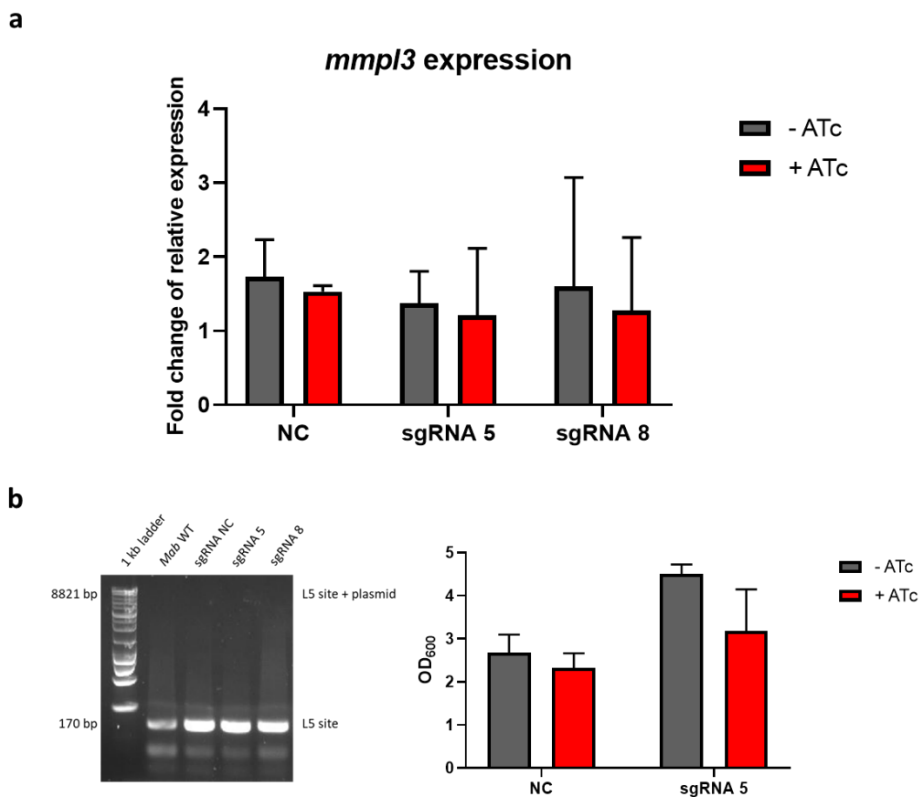 a
mmpl3 expression
Fold change of relative expression
4
3
2
1
0
NC
sgRNA 5
sgRNA 8
- ATc
+ ATc
b
1 kb ladder
Mab WT
sgRNA NC
sgRNA 5
sgRNA 8
8821 bp
L5 site + plasmid
170 bp
L5 site
OD600
5
4
3
2
1
0
NC
sgRNA 5
- ATc
+ ATc